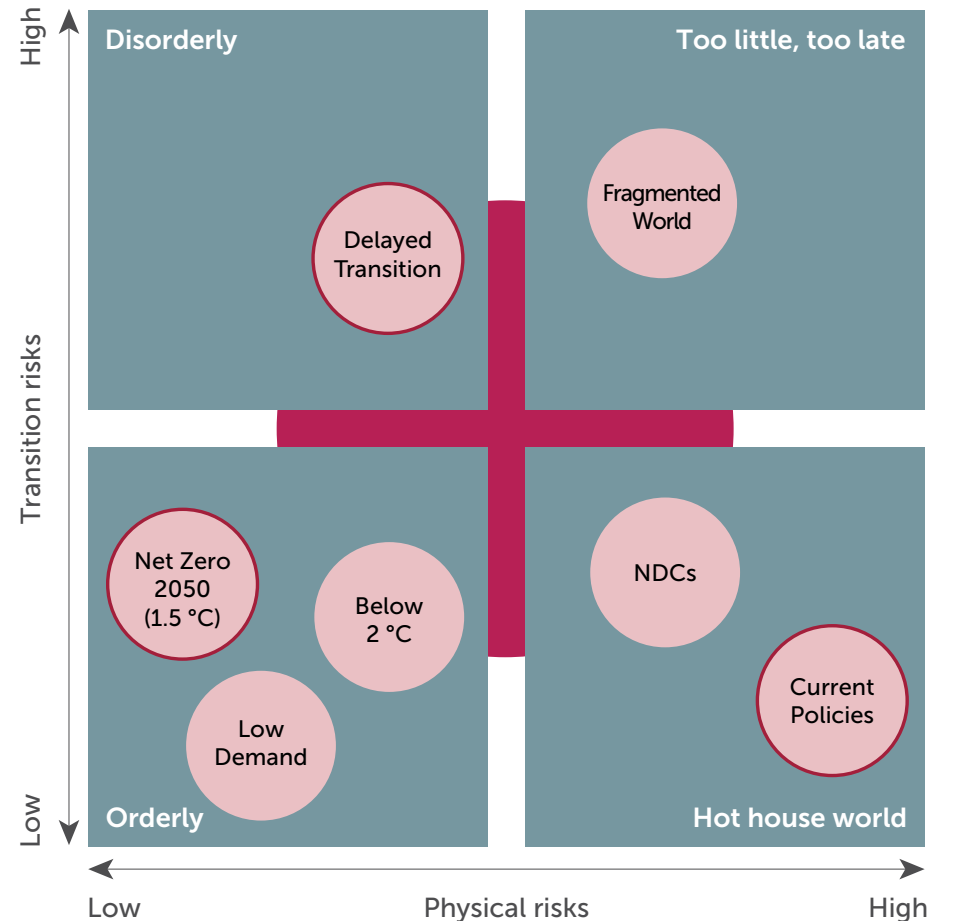 High
Disorderly
Too little, too late
Fragmented
World
Delayed
Transition
Transition risks
Net Zero
2050
(1.5 °C)
Below
2 °C
NDCs
Low
Demand
Current
Policies
Orderly
Hot house world
Low
Low
Physical risks
High